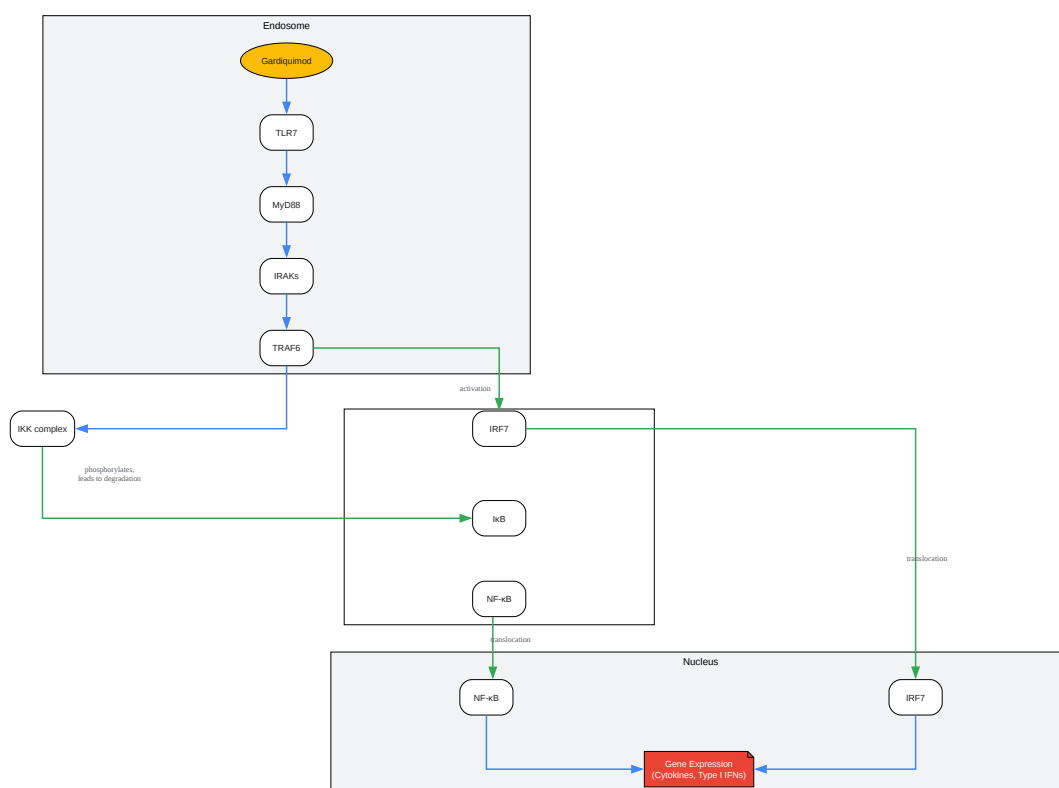 Endosome
Gardiquimod
TLR7
MyD88
IRAKs
TRAF6
activation
IKK complex
IRF7
phosphorylates,
leads to degradation
IκB
translocation
NF-κB
translocation
Nucleus
NF-κB
IRF7
Gene Expression
(Cytokines, Type I IFNs)